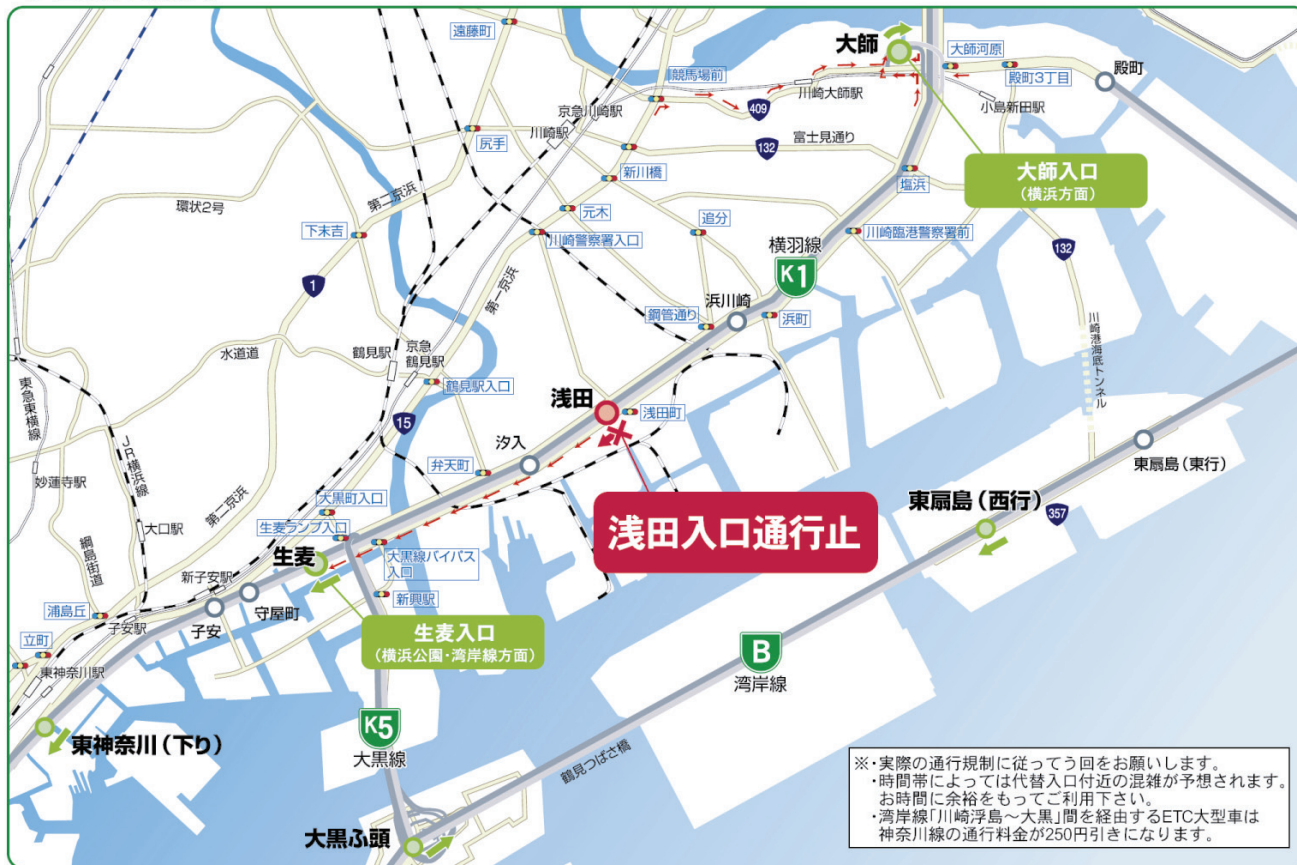 遠藤町
競馬場前
大師
大師河原
殿町3丁目
殿町
小島新田駅
川崎大師駅
409
京急川崎駅
川崎駅
尻手
富士見通り
132
新川橋
大師入口
(横浜方面)
塩浜
第二京浜
環状2号
元木
追分
下末吉
川崎警察署入口
川崎臨港警察署前
横羽線
K1
132
1
第一京浜
浜川崎
鋼管通り
浜町
川崎港海底トンネル
水道道
鶴見駅
京急
鶴見駅
鶴見駅入口
東急東横線
JR横浜線
15
浅田
浅田町
汐入
弁天町
東扇島(東行)
妙蓮寺駅
大口駅
第二京浜
大黒町入口
生麦ランプ入口
浅田入口通行止
東扇島(西行)
357
綱島街道
新子安駅
生麦
大黒線バイパス
入口
浦島丘
子安駅
子安
守屋町
新興駅
立町
東神奈川駅
生麦入口
(横浜公園・湾岸線方面)
B
湾岸線
東神奈川(下り)
K5
大黒線
鶴見つばさ橋
大黒ふ頭
※・実際の通行規制に従ってう回をお願いします。
・時間帯によっては代替入口付近の混雑が予想されます。
お時間に余裕をもってご利用下さい。
・湾岸線「川崎浮島～大黒」間を経由するETC大型車は
神奈川線の通行料金が250円引きになります。